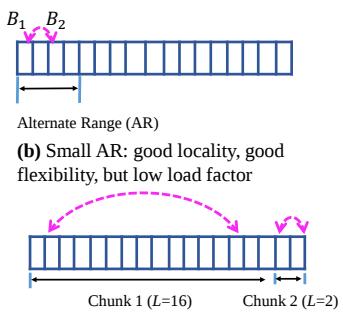 B1 B2
Alternate Range (AR)
(b) Small AR: good locality, good
flexibility, but low load factor
Chunk 1 (L=16) Chunk 2 (L=2)